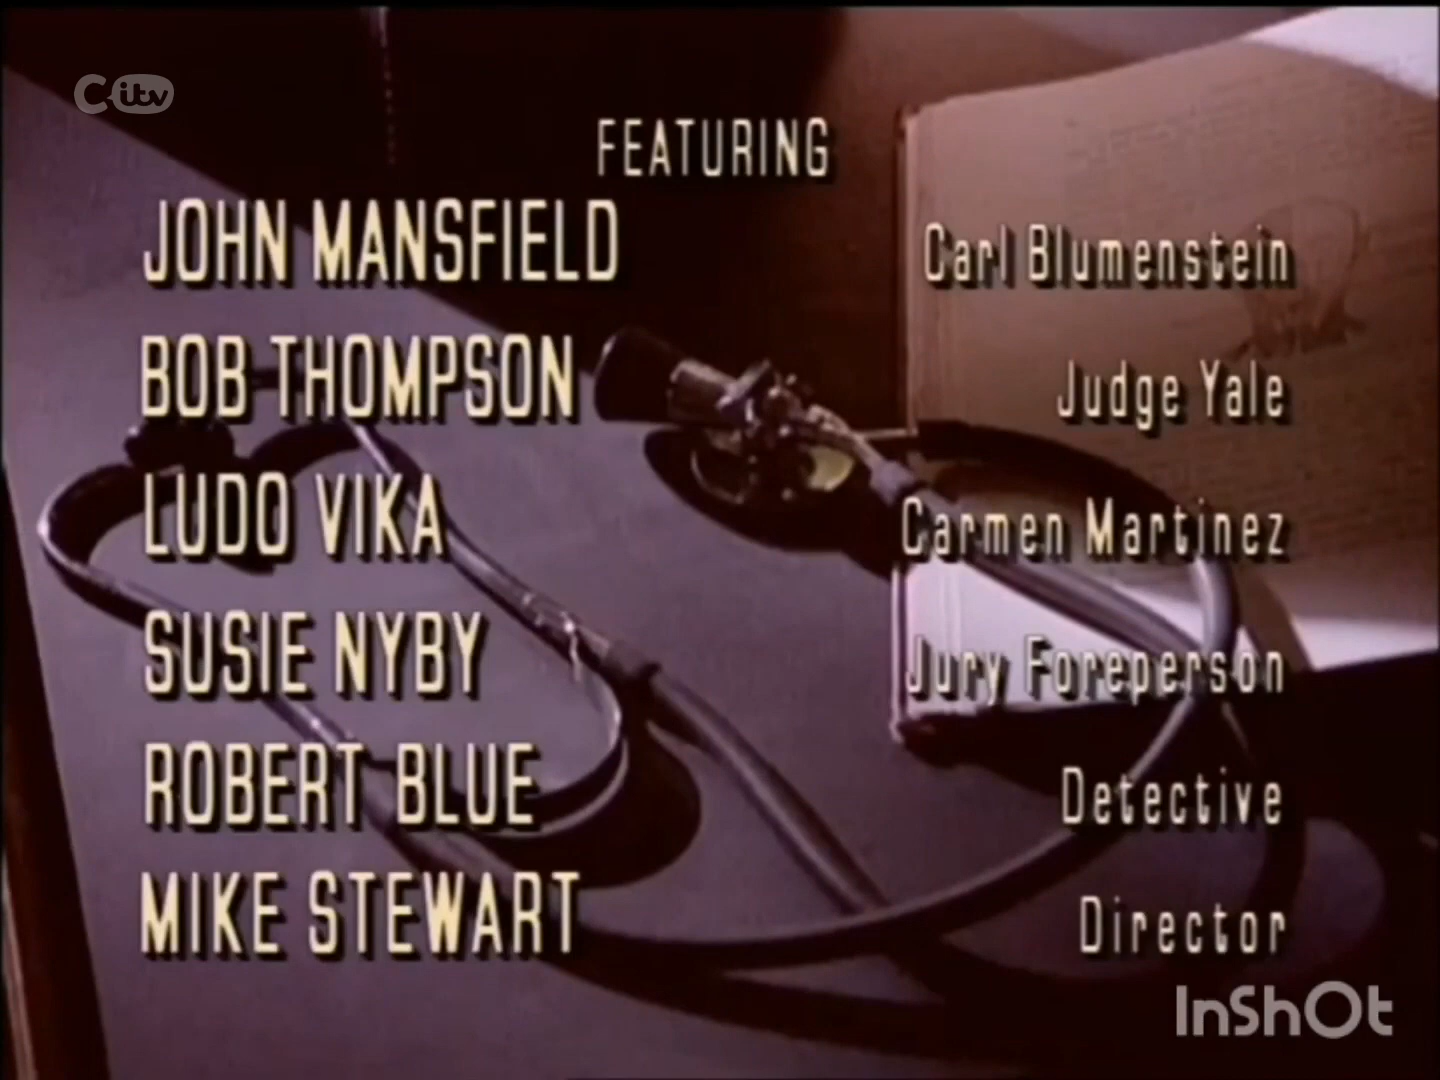 Citv
FEATURING
JOHN MANSFIELD Carl Blumenstein
BOB THOMPSON Judge Yale
LUDO VIKA Carmen Martinez
SUSIE NYBY Jury Foreperson
ROBERT BLUE Detective
MIKE STEWART Director
InShOt